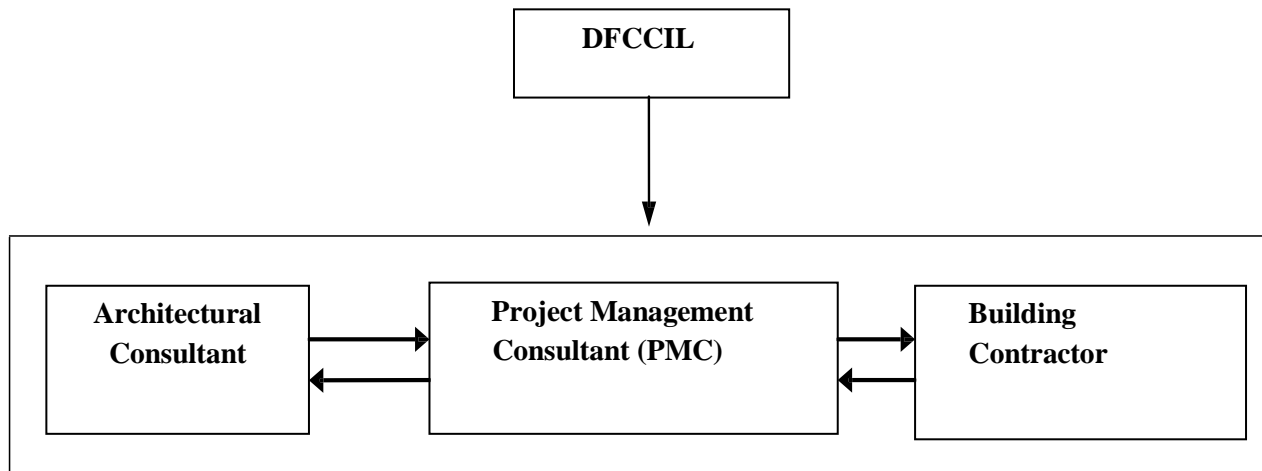 DFCCIL
Architectural
Consultant
Project Management
Consultant (PMC)
Building
Contractor